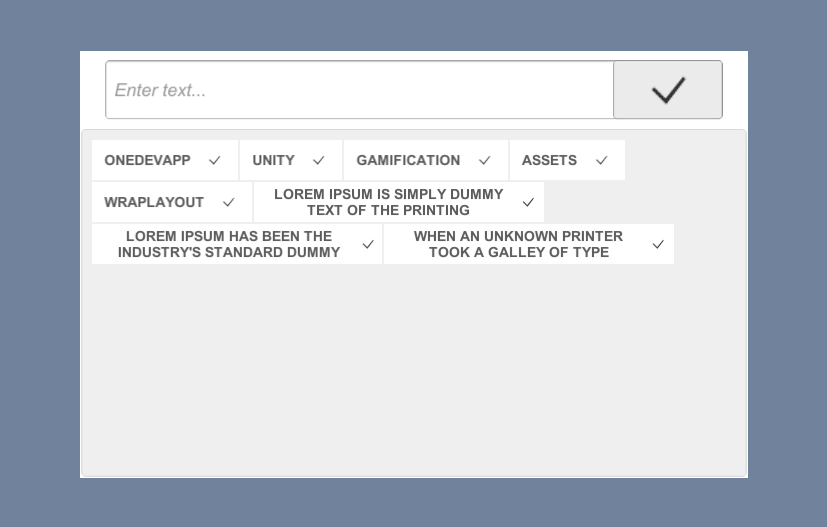 Enter text...
ONEDEVAPP
UNITY
GAMIFICATION
ASSETS
WRAPLAYOUT
LOREM IPSUM IS SIMPLY DUMMY
TEXT OF THE PRINTING
LOREM IPSUM HAS BEEN THE
INDUSTRY'S STANDARD DUMMY
WHEN AN UNKNOWN PRINTER
TOOK A GALLEY OF TYPE